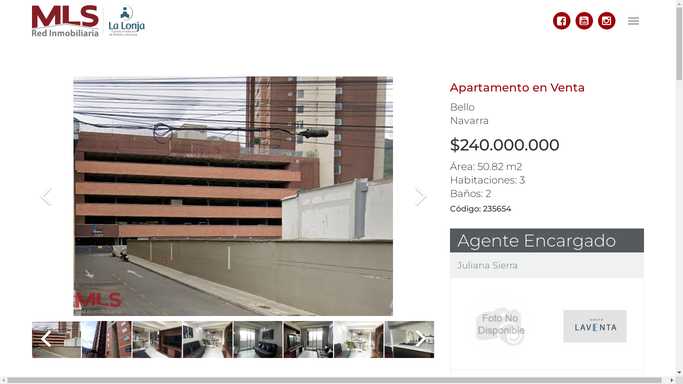 MLS
Red Inmobiliaria
La Lonja
Apartamento en Venta
Bello
Navarra
$240.000.000
Área: 50.82 m2
Habitaciones: 3
Baños: 2
Código: 235654
Agente Encargado
Juliana Sierra
MLS
Foto No
Disponible
LAVENTA